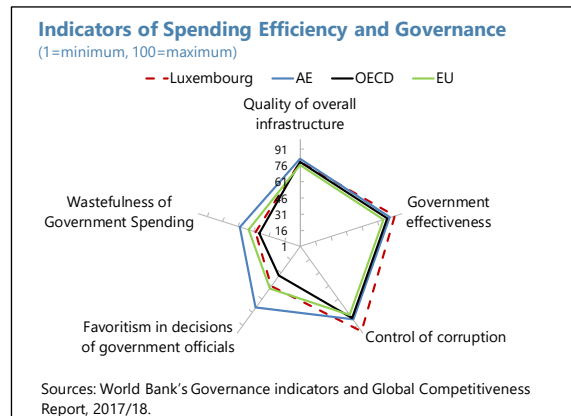 Indicators of Spending Efficiency and Governance
(1=minimum, 100=maximum)
Luxembourg AE OECD EU
Quality of overall
infrastructure
91
76
61
46
31
16
1
Government
effectiveness
Control of corruption
Favoritism in decisions
of government officials
Wastefulness of
Government Spending
Sources: World Bank's Governance indicators and Global Competitiveness
Report, 2017/18.